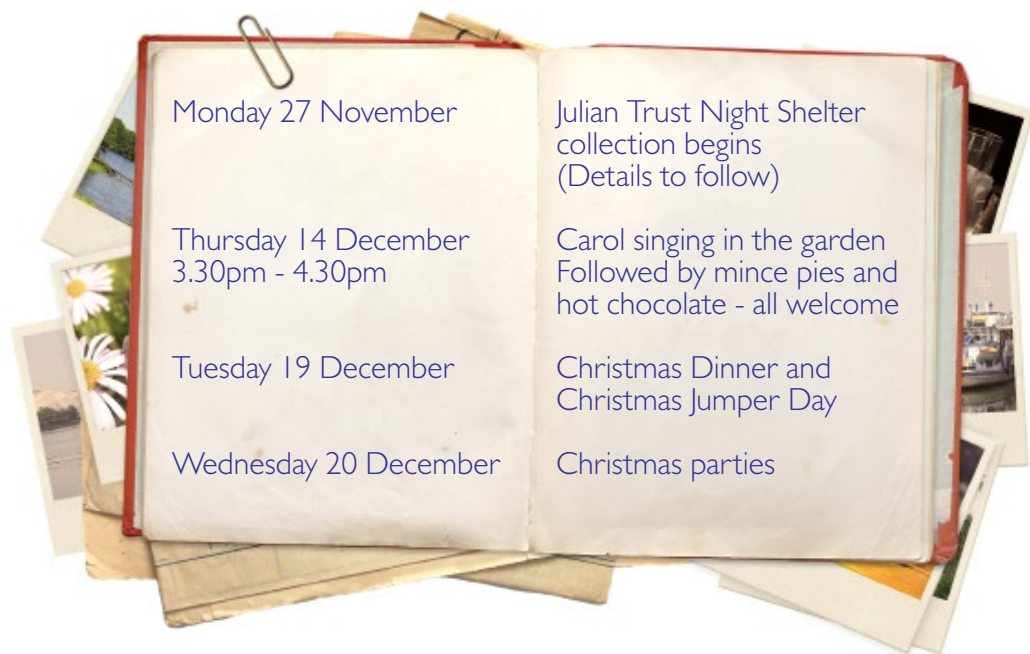 Monday 27 November
Julian Trust Night Shelter
collection begins
(Details to follow)
Thursday 14 December
3.30pm - 4.30pm
Carol singing in the garden
Followed by mince pies and
hot chocolate - all welcome
Tuesday 19 December
Christmas Dinner and
Christmas Jumper Day
Wednesday 20 December
Christmas parties